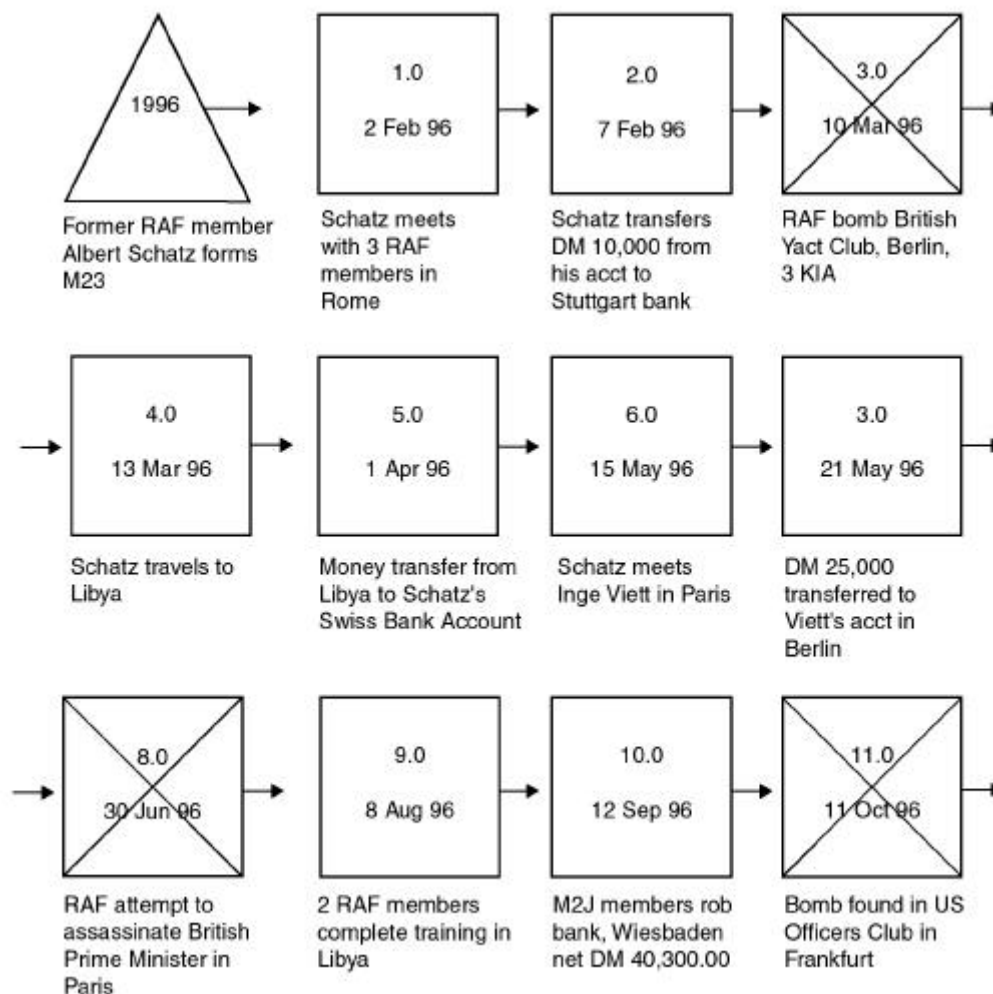 1996
Former RAF member
Albert Schatz forms
M23
1.0
2 Feb 96
Schatz meets
with 3 RAF
members in
Rome
2.0
7 Feb 96
Schatz transfers
DM 10,000 from
his acct to
Stuttgart bank
3.0
10 Mar 96
RAF bomb British
Yact Club, Berlin,
3 KIA
4.0
13 Mar 96
Schatz travels to
Libya
5.0
1 Apr 96
Money transfer from
Libya to Schatz's
Swiss Bank Account
6.0
15 May 96
Schatz meets
Inge Viett in Paris
3.0
21 May 96
DM 25,000
transferred to
Viett's acct in
Berlin
8.0
30 Jun 96
RAF attempt to
assassinate British
Prime Minister in
Paris
9.0
8 Aug 96
2 RAF members
complete training in
Libya
10.0
12 Sep 96
M2J members rob
bank, Wiesbaden
net DM 40,300.00
11.0
11 Oct 96
Bomb found in US
Officers Club in
Frankfurt